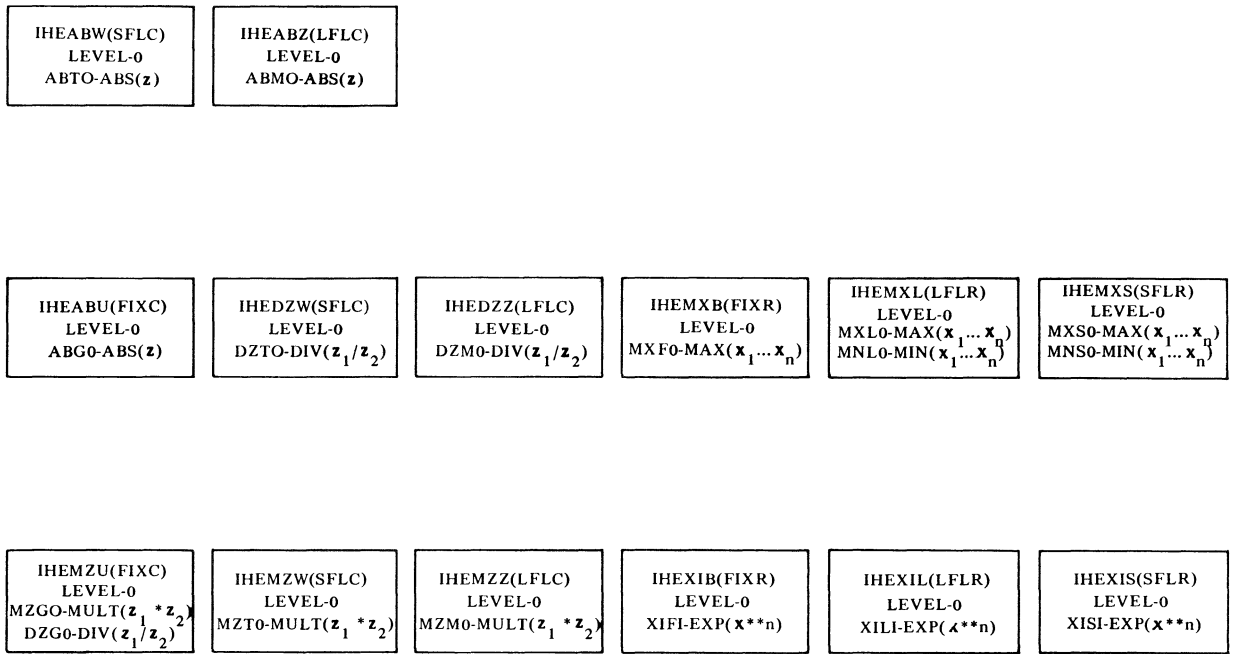 IHEABW(SFLC)
LEVEL-0
ABTO-ABS(z)
IHEABZ(LFLC)
LEVEL-0
ABMO-ABS(z)
IHEABU(FIXC)
LEVEL-0
ABG0-ABS(z)
IHEDZW(SFLC)
LEVEL-0
DZTO-DIV(z₁/z₂)
IHEDZZ(LFLC)
LEVEL-0
DZM0-DIV(z₁/z₂)
IHEMXB(FIXR)
LEVEL-0
MXF0-MAX(x₁...xₙ)
IHEMXL(LFLR)
LEVEL-0
MXL0-MAX(x₁...xₙ)
MNL0-MIN(x₁...xₙ)
IHEMXS(SFLR)
LEVEL-0
MXS0-MAX(x₁...xₙ)
MNS0-MIN(x₁...xₙ)
IHEMZU(FIXC)
LEVEL-0
MZGO-MULT(z₁*z₂)
DZG0-DIV(z₁/z₂)
IHEMZW(SFLC)
LEVEL-0
MZT0-MULT(z₁*z₂)
IHEMZZ(LFLC)
LEVEL-0
MZM0-MULT(z₁*z₂)
IHEXIB(FIXR)
LEVEL-0
XIFI-EXP(x**n)
IHEXIL(LFLR)
LEVEL-0
XILI-EXP(x**n)
IHEXIS(SFLR)
LEVEL-0
XISI-EXP(x**n)